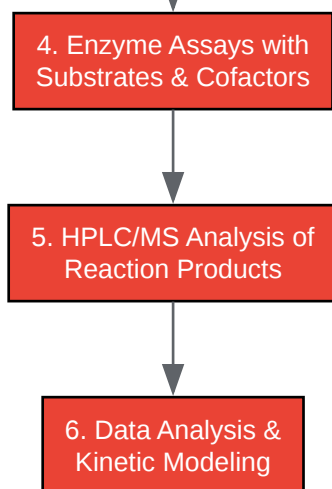 4. Enzyme Assays with
Substrates & Cofactors
5. HPLC/MS Analysis of
Reaction Products
6. Data Analysis &
Kinetic Modeling